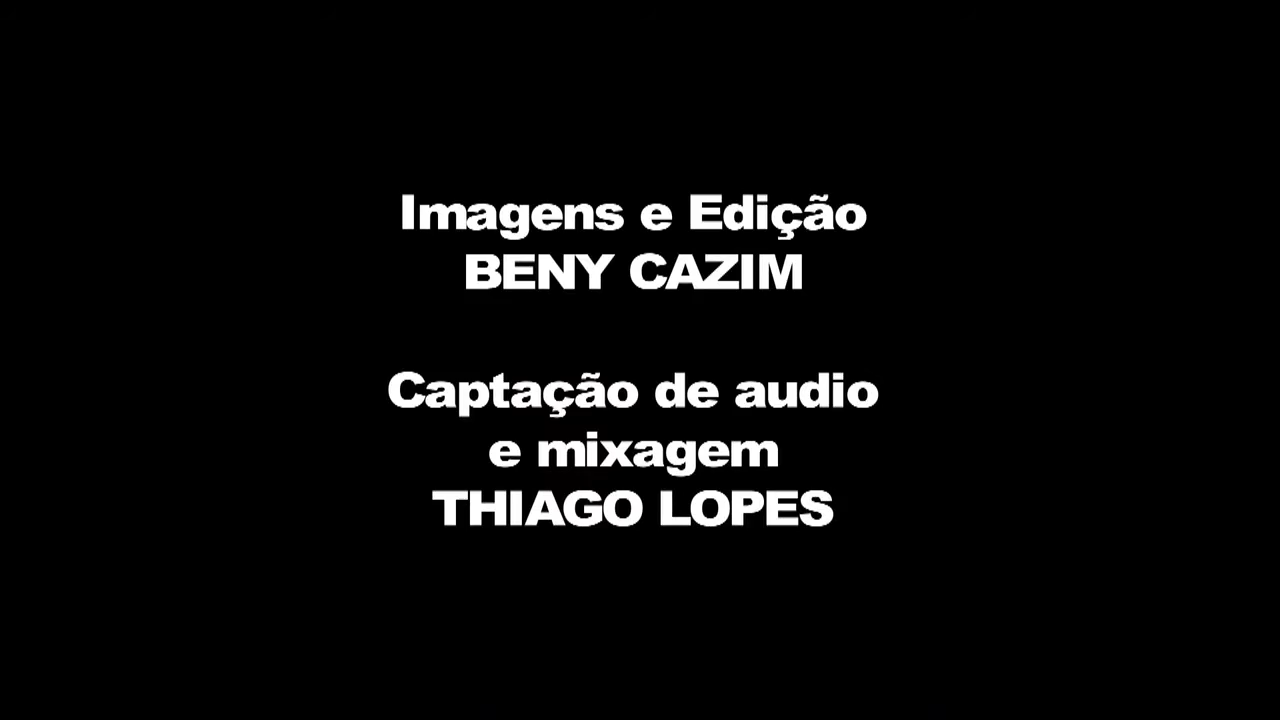 Imagens e Edição
BENY CAZIM
Captação de audio
e mixagem
THIAGO LOPES